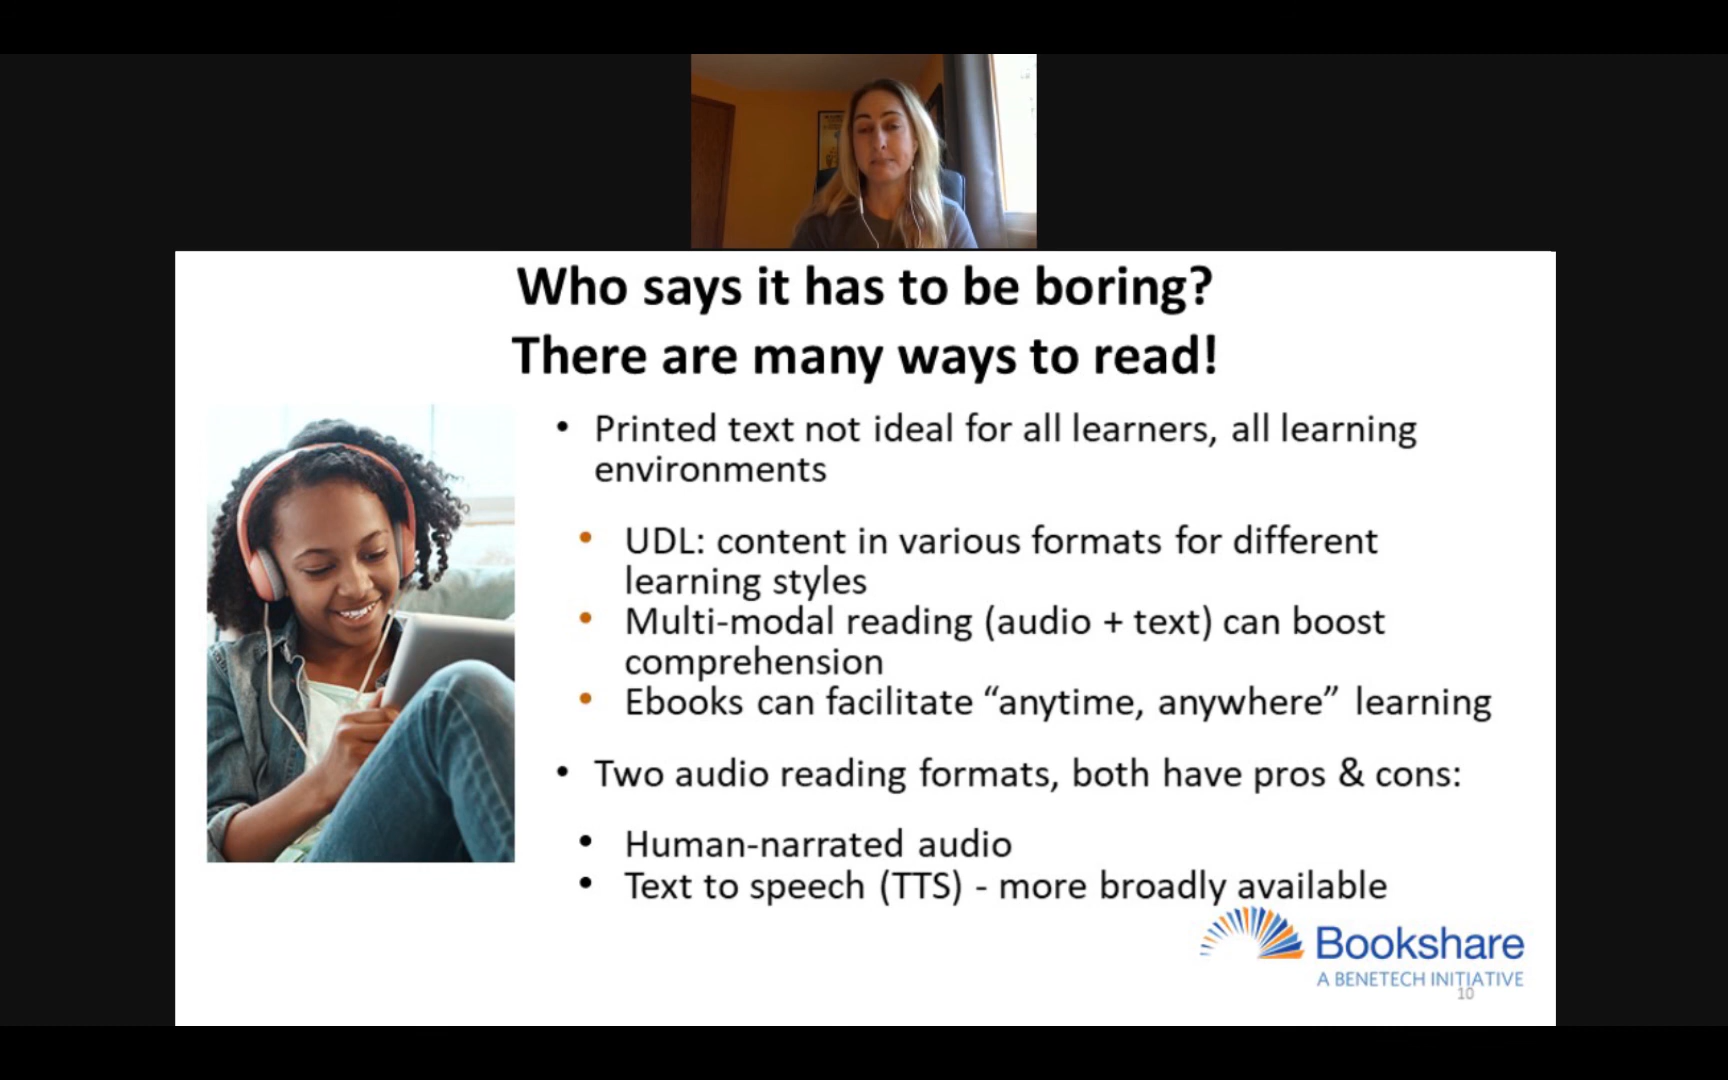 Who says it has to be boring?
There are many ways to read!
• Printed text not ideal for all learners, all learning
environments
• UDL: content in various formats for different
learning styles
• Multi-modal reading (audio + text) can boost
comprehension
• Ebooks can facilitate “anytime, anywhere” learning
• Two audio reading formats, both have pros & cons:
• Human-narrated audio
• Text to speech (TTS) - more broadly available
Bookshare
A BENETECH INITIATIVE
10